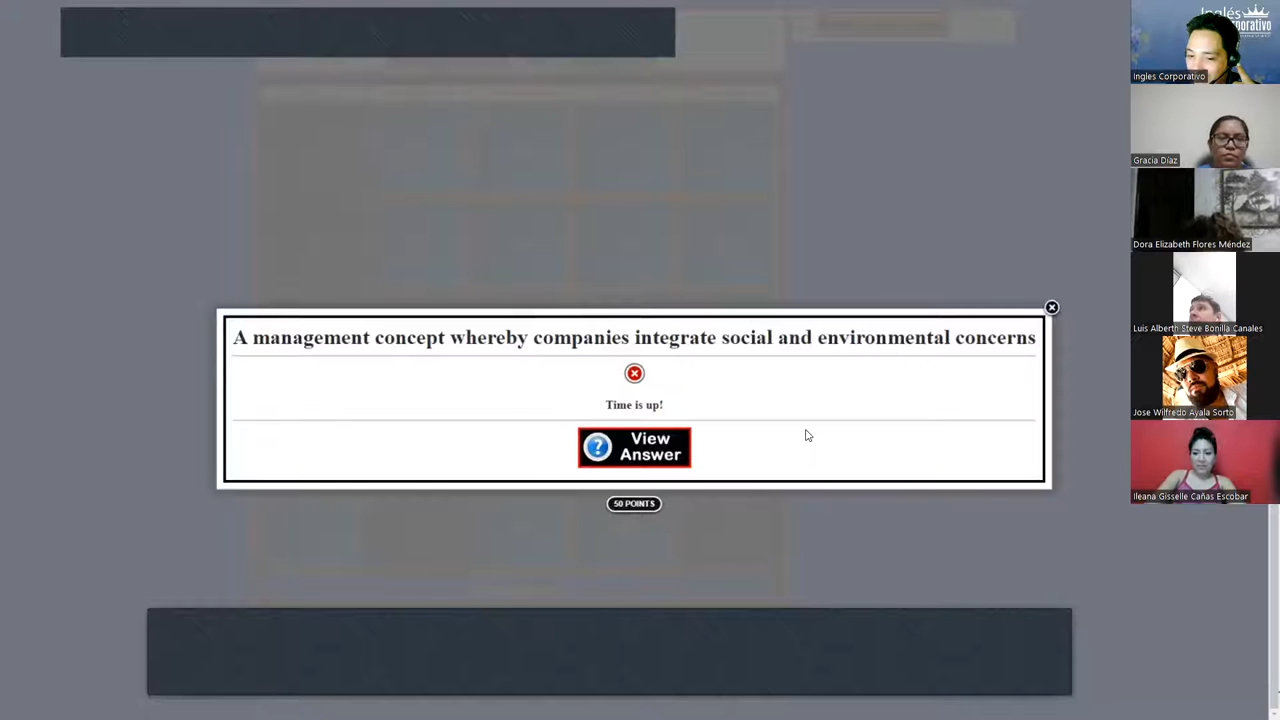 A management concept whereby companies integrate social and environmental concerns
Time is up!
? View
Answer
50 POINTS
Inglés
Corporativo
Ingles Corporativo
Gracia Díaz
Dora Elizabeth Flores Méndez
Luis Alberth Steve Bonilla Canales
Jose Wilfredo Ayala Sorto
Ileana Gisselle Cañas Escobar